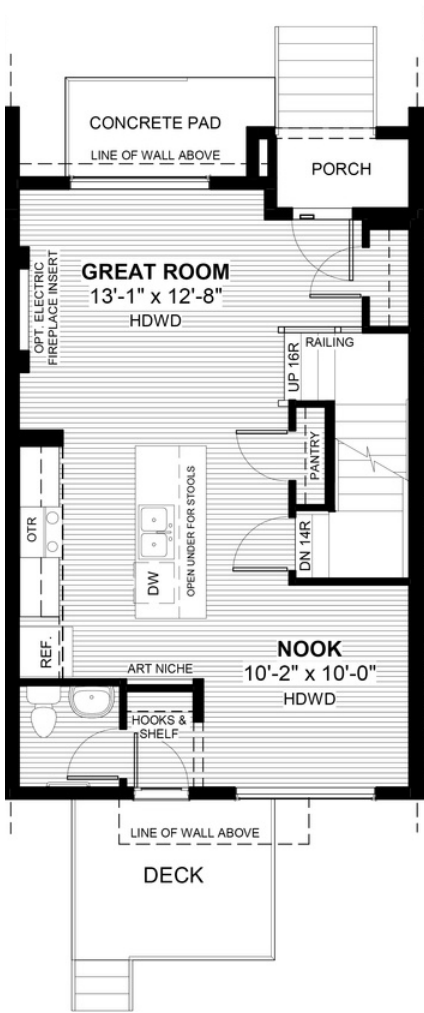 CONCRETE PAD
LINE OF WALL ABOVE
PORCH
GREAT ROOM
13'-1" x 12'-8"
HDWD
OPT. ELECTRIC
FIREPLACE INSERT
RAILING
UP 16R
PANTRY
OTR
OPEN UNDER FOR STOOLS
DW
DN 14R
REF.
NOOK
10'-2" x 10'-0"
HDWD
ART NICHE
HOOKS &
SHELF
LINE OF WALL ABOVE
DECK